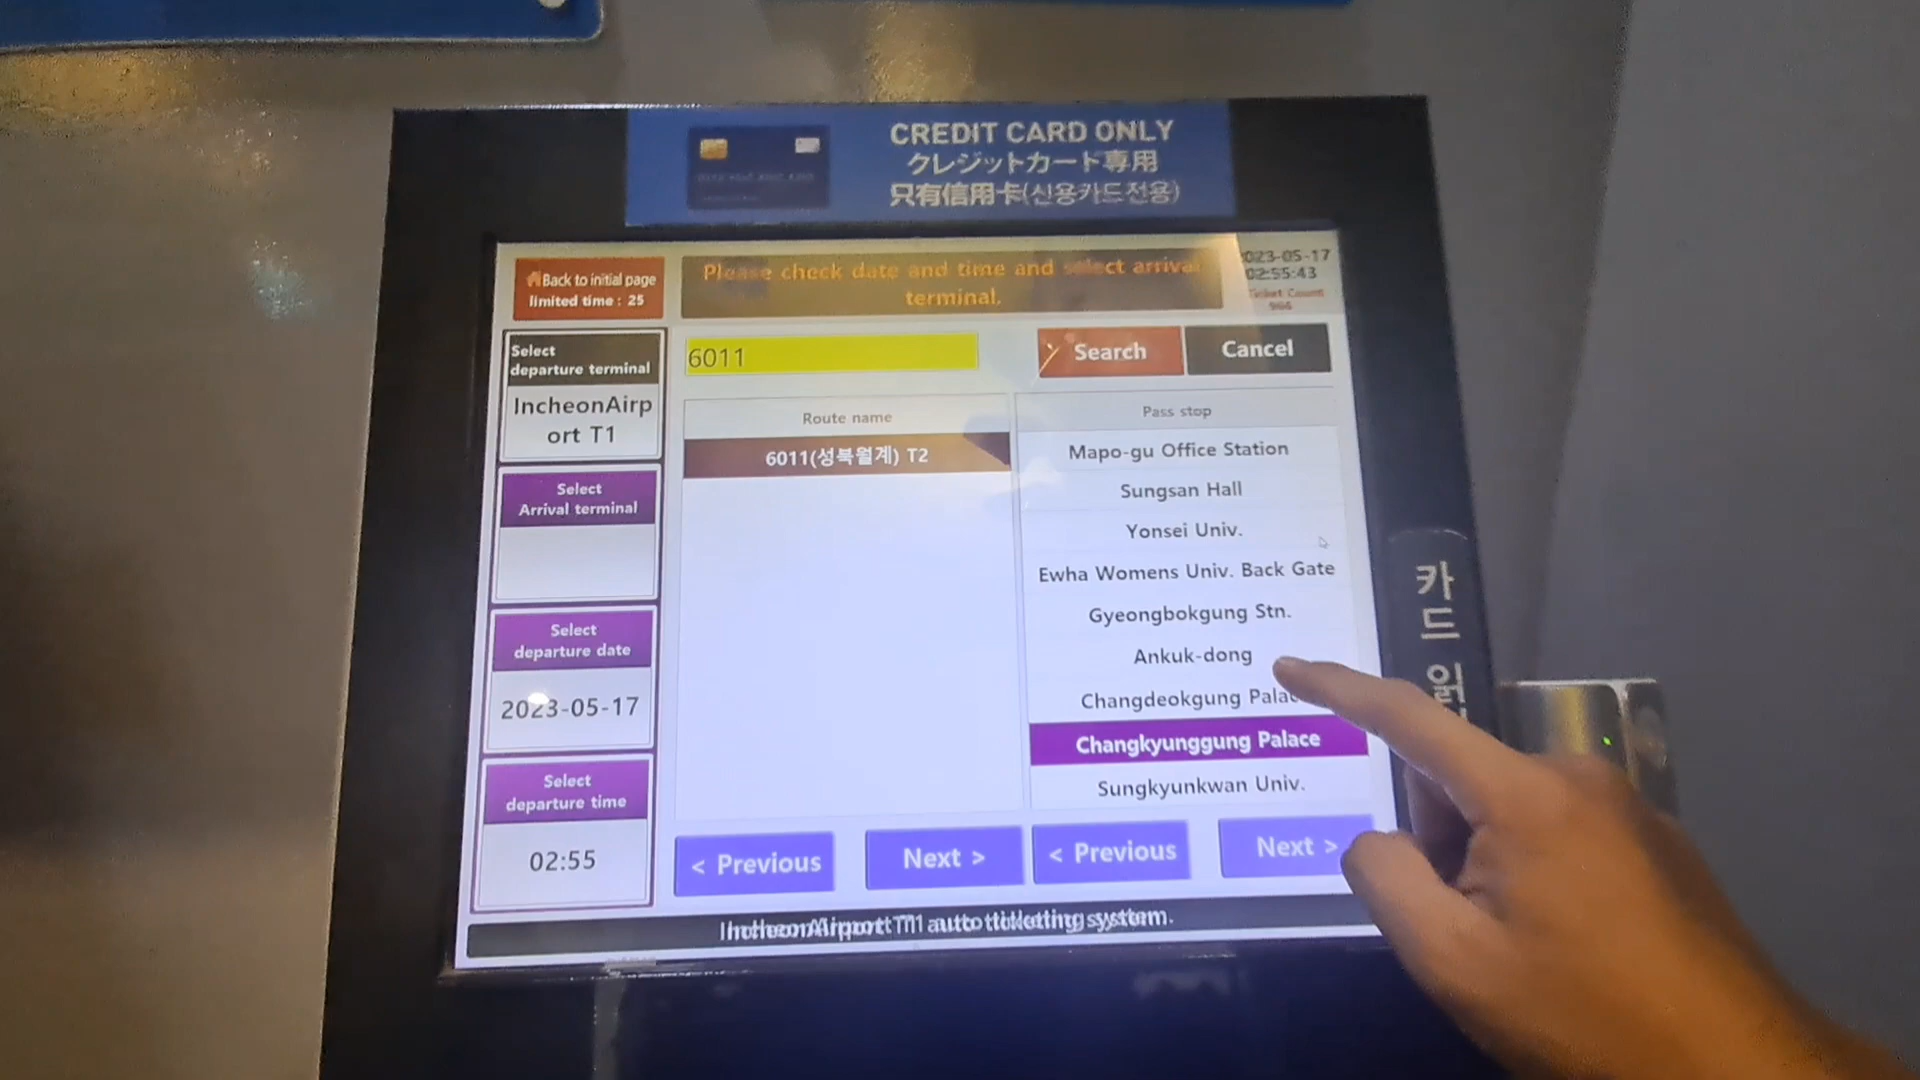 CREDIT CARD ONLY
クレジットカード専用
只有信用卡(신용카드전용)
Back to initial page
limited time : 25
Please check date and time and select arrival
terminal.
2023-05-17
02:55:43
Ticket Count
Select
departure terminal
IncheonAirp
ort T1
Select
Arrival terminal
Select
departure date
2023-05-17
Select
departure time
02:55
6011
Search
Cancel
Route name
6011(성북월계) T2
Pass stop
Mapo-gu Office Station
Sungsan Hall
Yonsei Univ.
Ewha Womens Univ. Back Gate
Gyeongbokgung Stn.
Ankuk-dong
Changdeokgung Palac
Changkyunggung Palace
Sungkyunkwan Univ.
< Previous
Next >
< Previous
Next >
IncheonAirport T1 auto ticketing system.
카
드